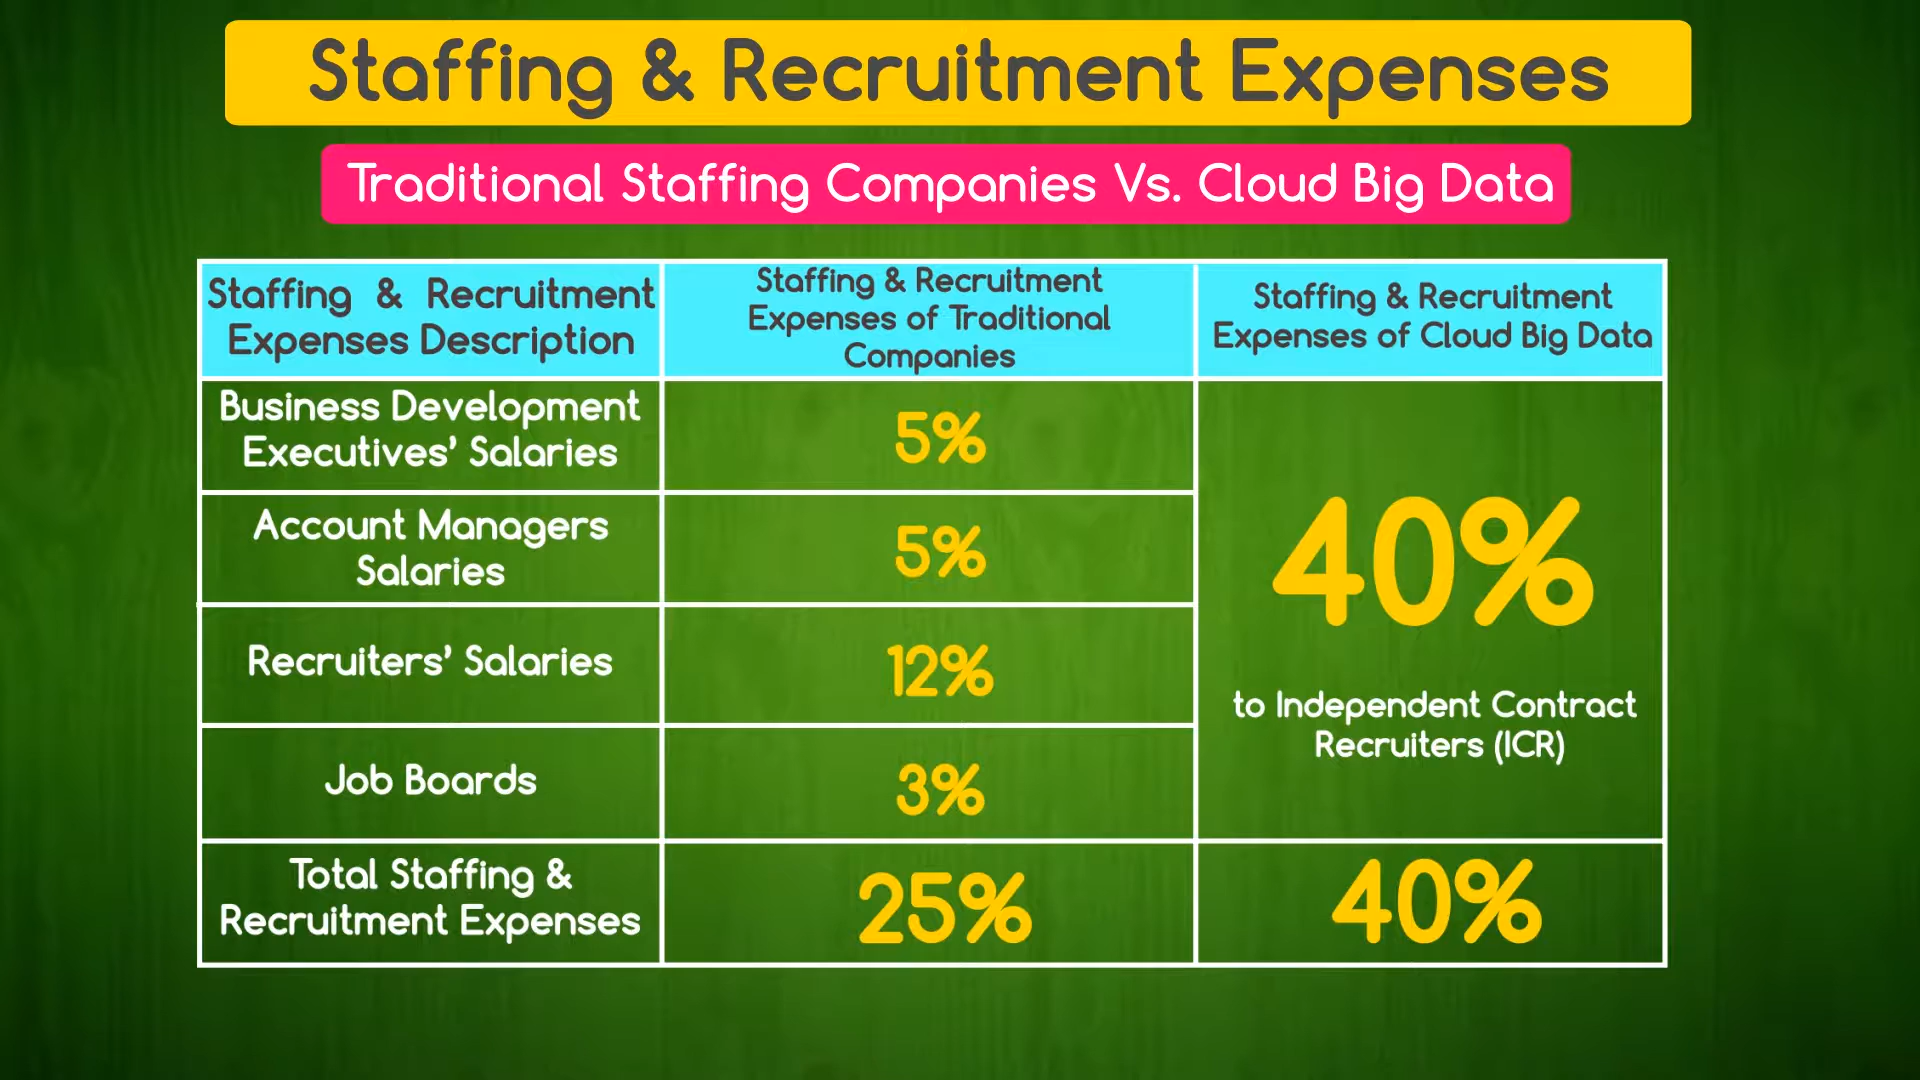 Staffing & Recruitment Expenses
Traditional Staffing Companies Vs. Cloud Big Data
Staffing & Recruitment
Expenses Description
Staffing & Recruitment
Expenses of Traditional
Companies
Staffing & Recruitment
Expenses of Cloud Big Data
Business Development
Executives’ Salaries
5%
Account Managers
Salaries
5%
Recruiters’ Salaries
12%
Job Boards
3%
40%
to Independent Contract
Recruiters (ICR)
Total Staffing &
Recruitment Expenses
25%
40%